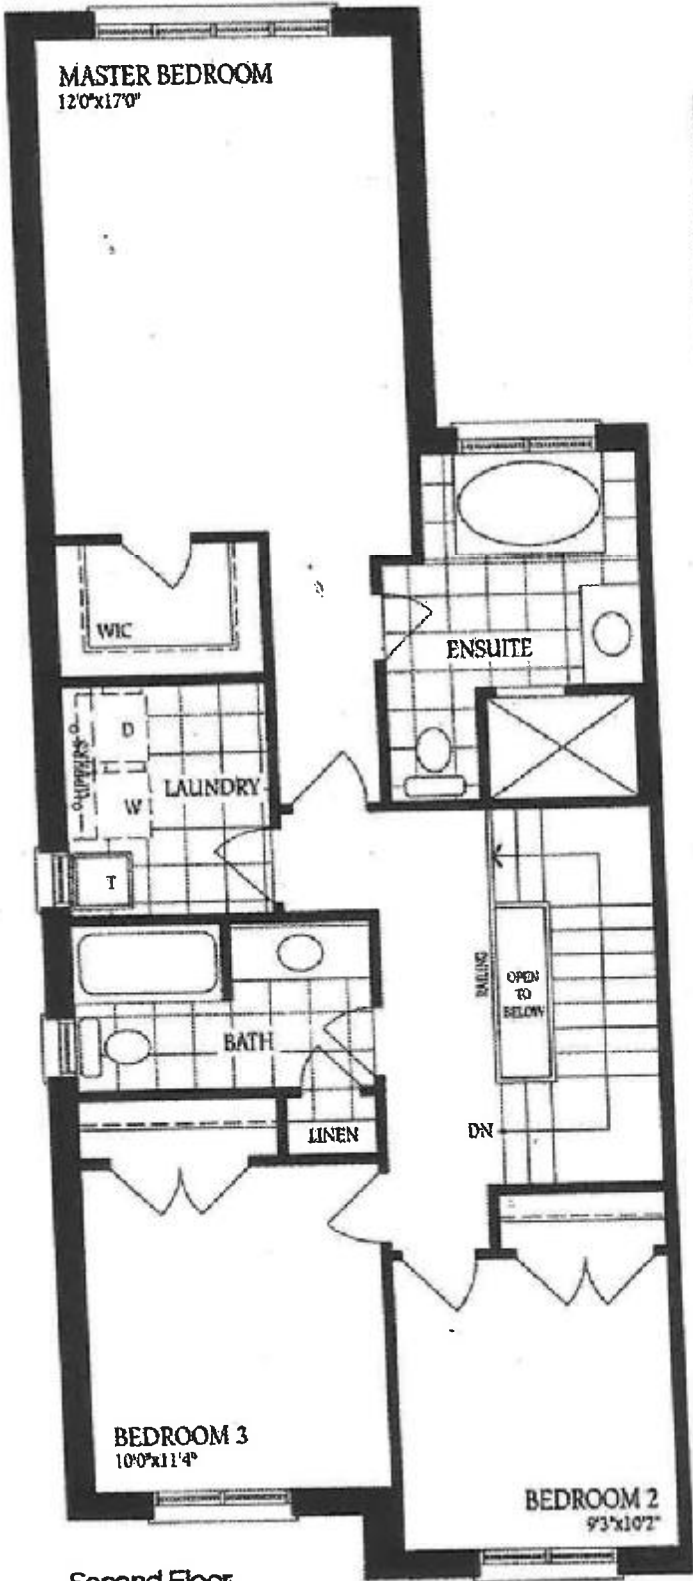 MASTER BEDROOM
12'0"x17'0"
WIC
ENSUITE
D
UPPERS
W
LAUNDRY
T
RAILING
OPEN
TO
BELOW
BATH
LINEN
DN
BEDROOM 3
10'0"x11'4"
BEDROOM 2
9'3"x10'2"
Second Floor